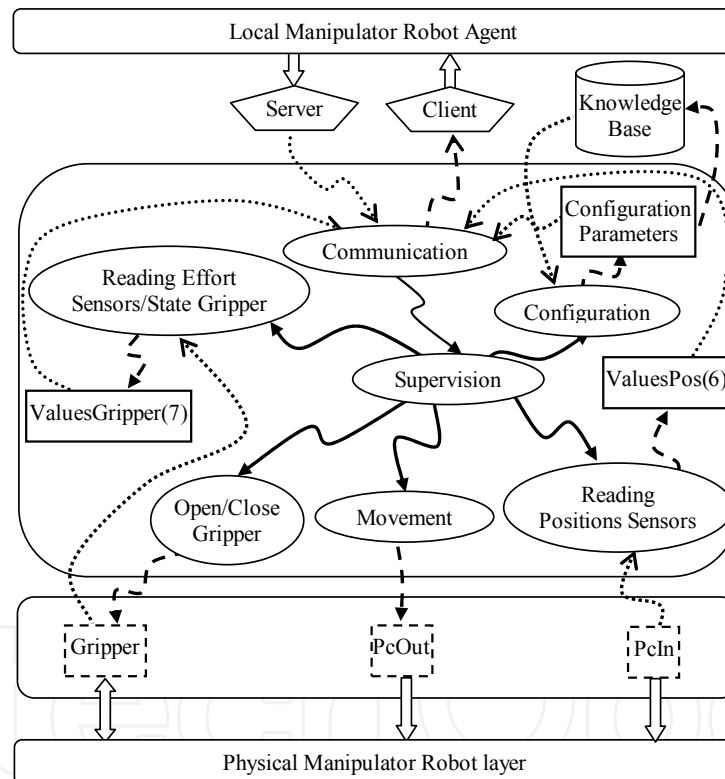 Local Manipulator Robot Agent
Server
Client
Knowledge
Base
Configuration
Parameters
Communication
Reading Effort
Sensors/State Gripper
Configuration
Supervision
ValuesPos(6)
ValuesGripper(7)
Open/Close
Gripper
Movement
Reading
Positions Sensors
Gripper
PcOut
PcIn
Physical Manipulator Robot layer